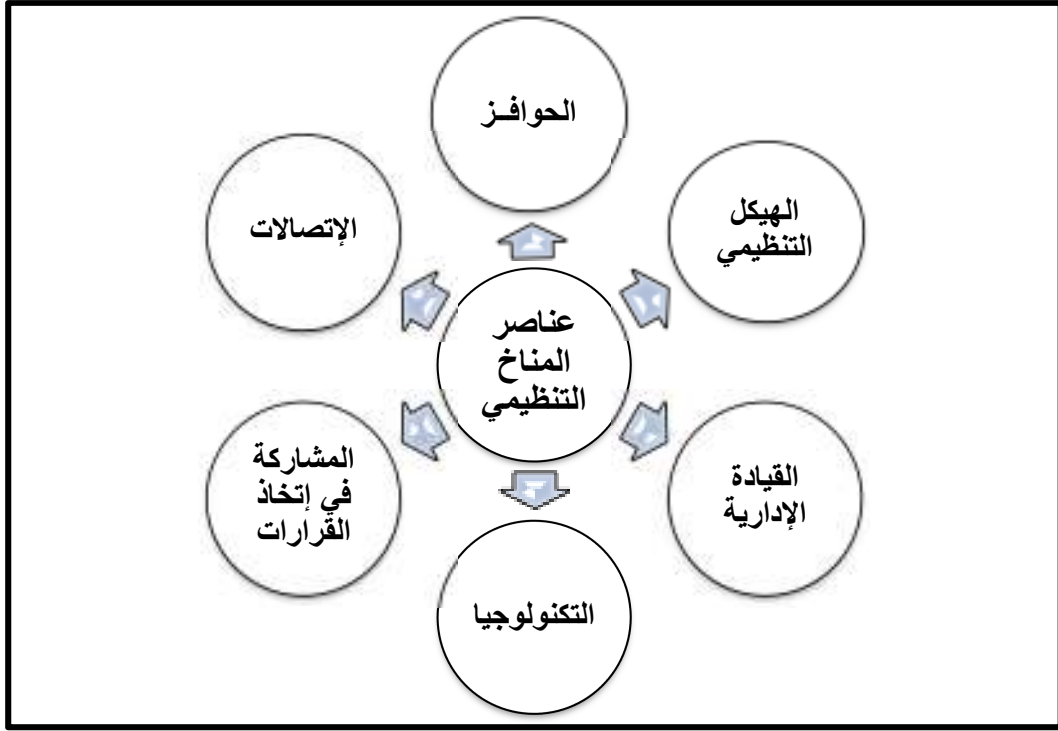 الحوافـز
الهيكل
التنظيمي
الإتصالات
عناصر
المناخ
التنظيمي
القيادة
الإدارية
المشاركة
في إتخاذ
القرارات
التكنولوجيا